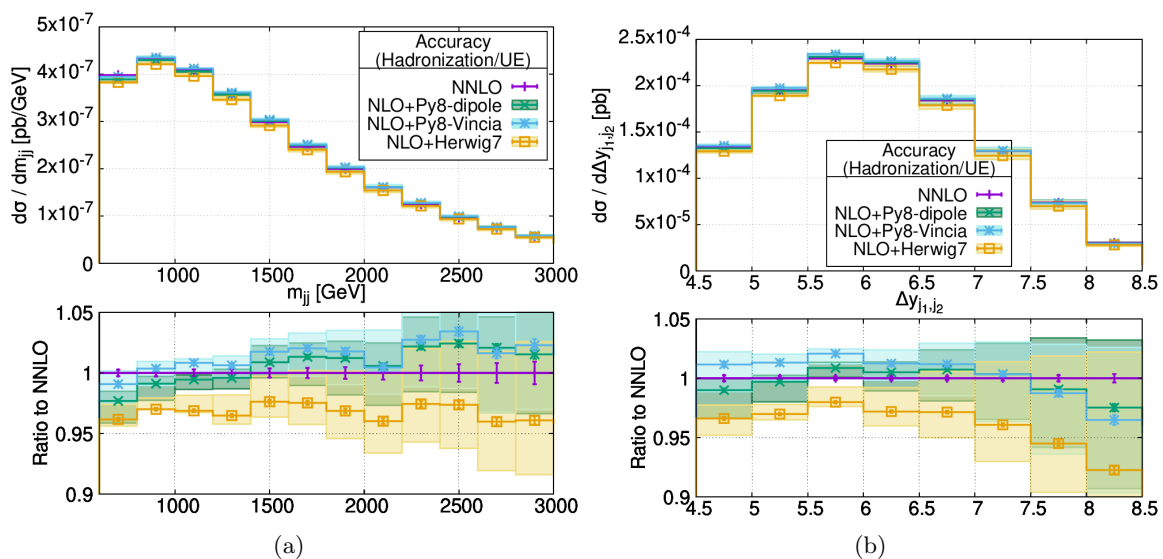 5x10-7
4x10-7
3x10-7
2x10-7
1x10-7
0
dσ / dmjj [pb/GeV]
Accuracy
(Hadronization/UE)
NNLO
NLO+Py8-dipole
NLO+Py8-Vincia
NLO+Herwig7
1000 1500 2000 2500 3000
mjj [GeV]
1.05
1
0.95
0.9
Ratio to NNLO
1000 1500 2000 2500 3000
(a)
2.5x10-4
2x10-4
1.5x10-4
1x10-4
5x10-5
0
dσ / dΔyj1,j2 [pb]
Accuracy
(Hadronization/UE)
NNLO
NLO+Py8-dipole
NLO+Py8-Vincia
NLO+Herwig7
4.5 5 5.5 6 6.5 7 7.5 8 8.5
Δyj1,j2
1.05
1
0.95
0.9
Ratio to NNLO
4.5 5 5.5 6 6.5 7 7.5 8 8.5
(b)